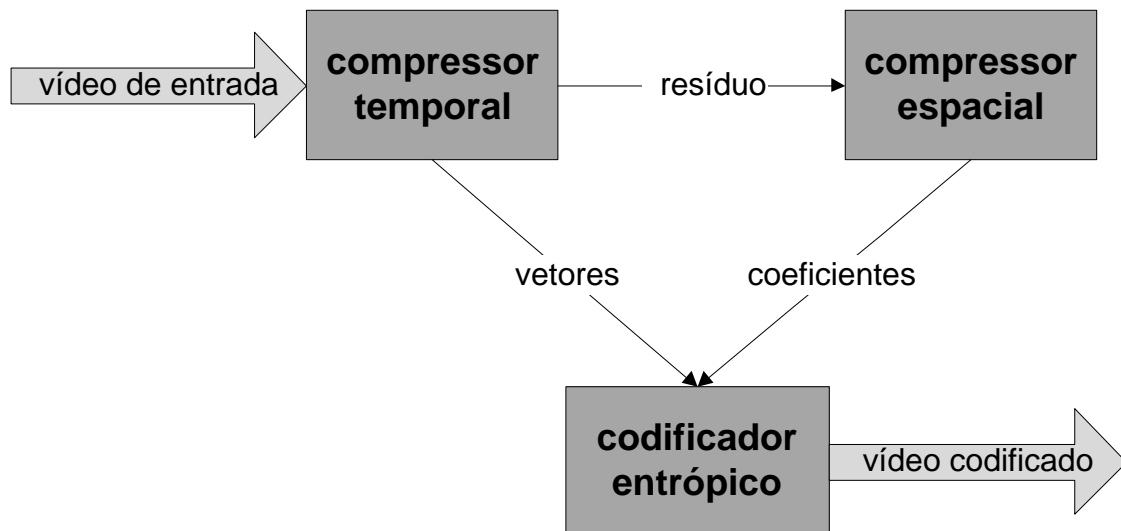 vídeo de entrada
compressor
temporal
resíduo
compressor
espacial
vetores
coeficientes
codificador
entrópico
vídeo codificado